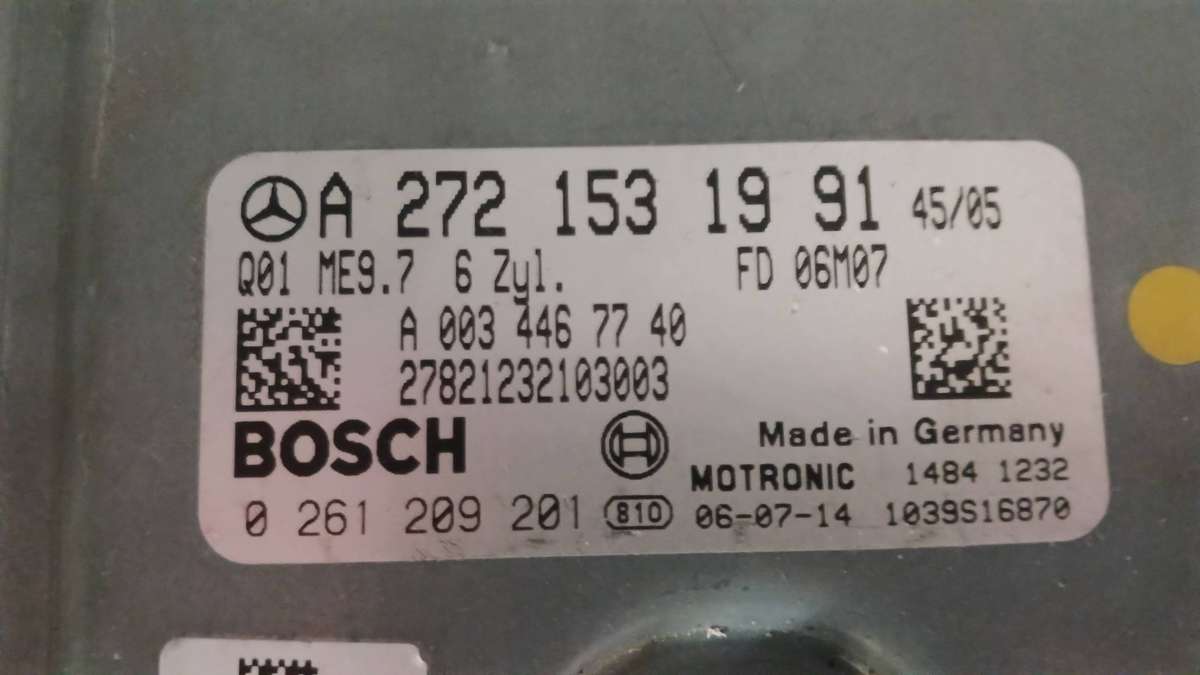 A 272 153 19 91 45/05
Q01 ME9.7 6 Zyl. FD 06M07
A 003 446 77 40
27821232103003
BOSCH Made in Germany
MOTRONIC 1484 1232
0 261 209 201 810 06-07-14 1039S16870